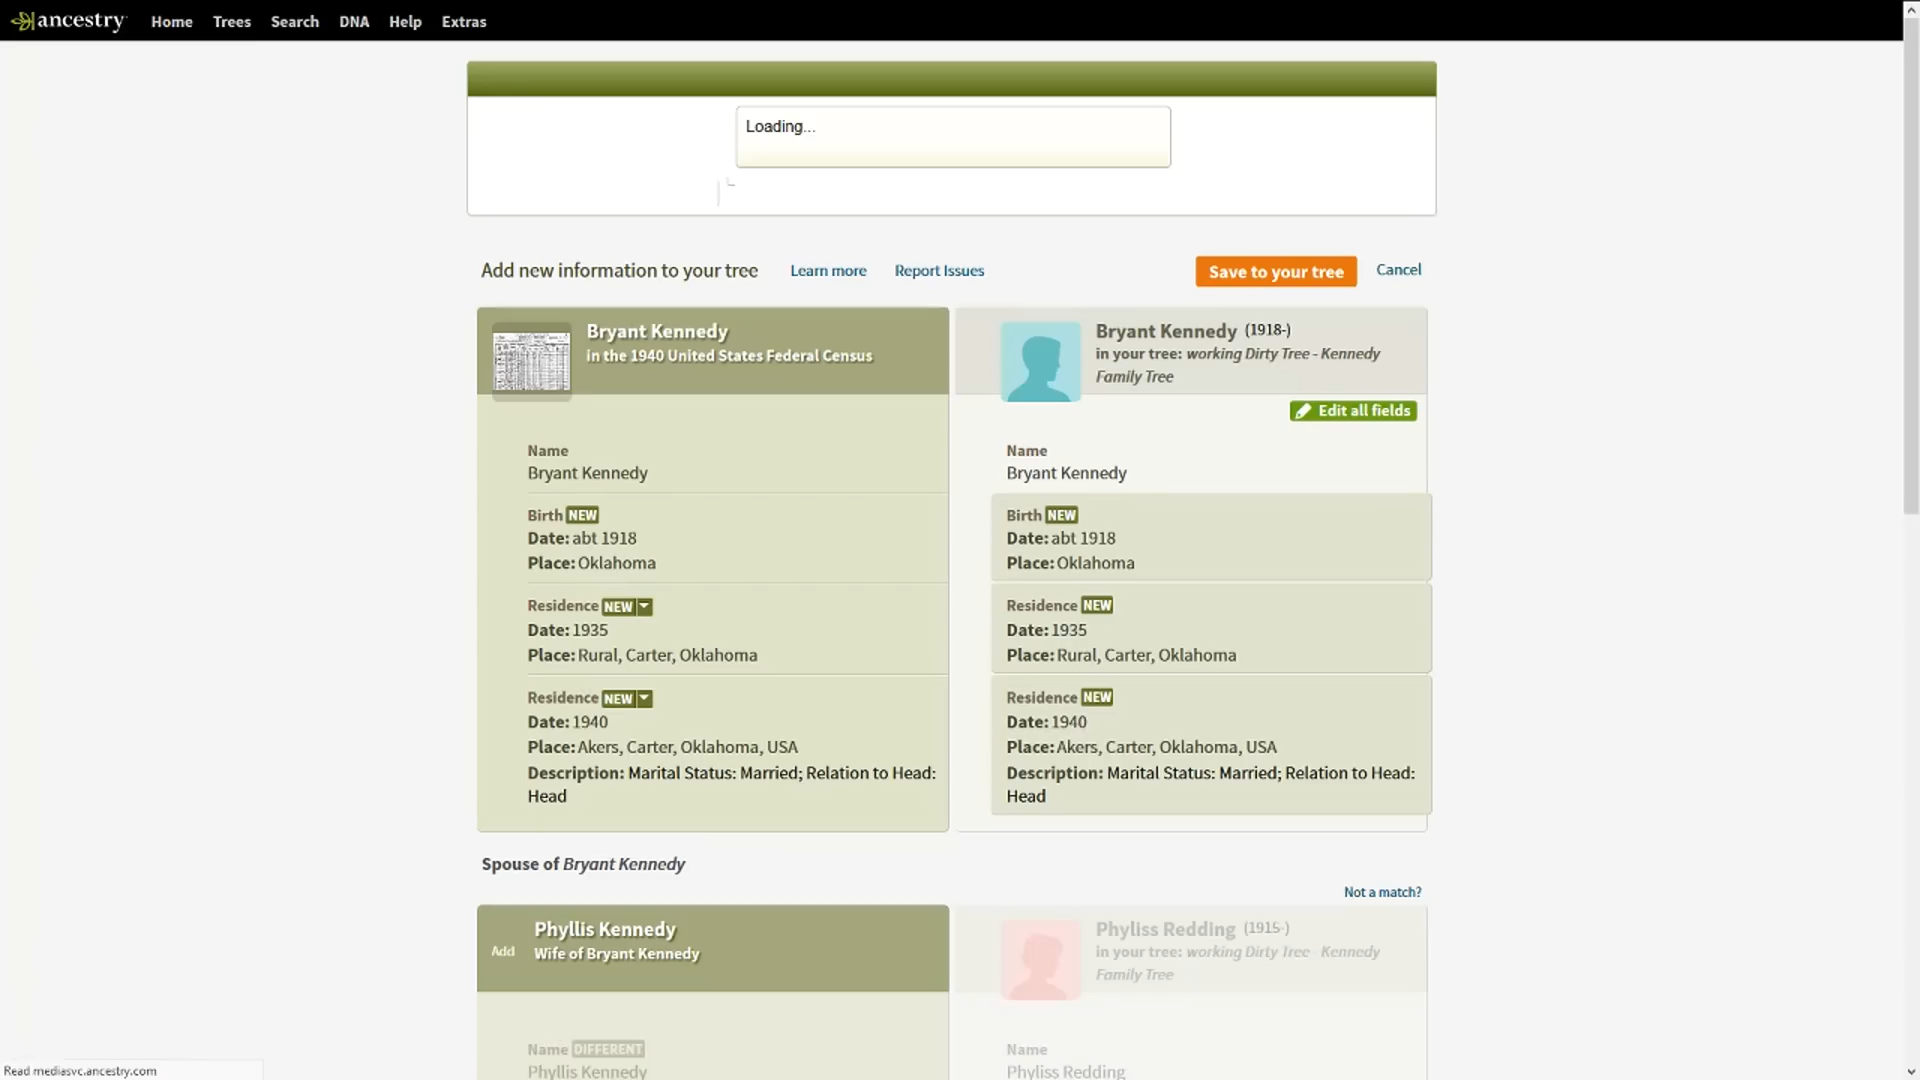 ancestry Home Trees Search DNA Help Extras
Loading...
Add new information to your tree Learn more Report Issues Save to your tree Cancel
Bryant Kennedy
in the 1940 United States Federal Census
Bryant Kennedy (1918-)
in your tree: working Dirty Tree - Kennedy
Family Tree
Edit all fields
Name
Bryant Kennedy
Birth NEW
Date: abt 1918
Place: Oklahoma
Residence NEW
Date: 1935
Place: Rural, Carter, Oklahoma
Residence NEW
Date: 1940
Place: Akers, Carter, Oklahoma, USA
Description: Marital Status: Married; Relation to Head:
Head
Name
Bryant Kennedy
Birth NEW
Date: abt 1918
Place: Oklahoma
Residence NEW
Date: 1935
Place: Rural, Carter, Oklahoma
Residence NEW
Date: 1940
Place: Akers, Carter, Oklahoma, USA
Description: Marital Status: Married; Relation to Head:
Head
Spouse of Bryant Kennedy
Not a match?
Add
Phyllis Kennedy
Wife of Bryant Kennedy
Phyliss Redding (1915-)
in your tree: working Dirty Tree - Kennedy
Family Tree
Name DIFFERENT
Phyllis Kennedy
Name
Phyliss Redding
Read mediasvc.ancestry.com